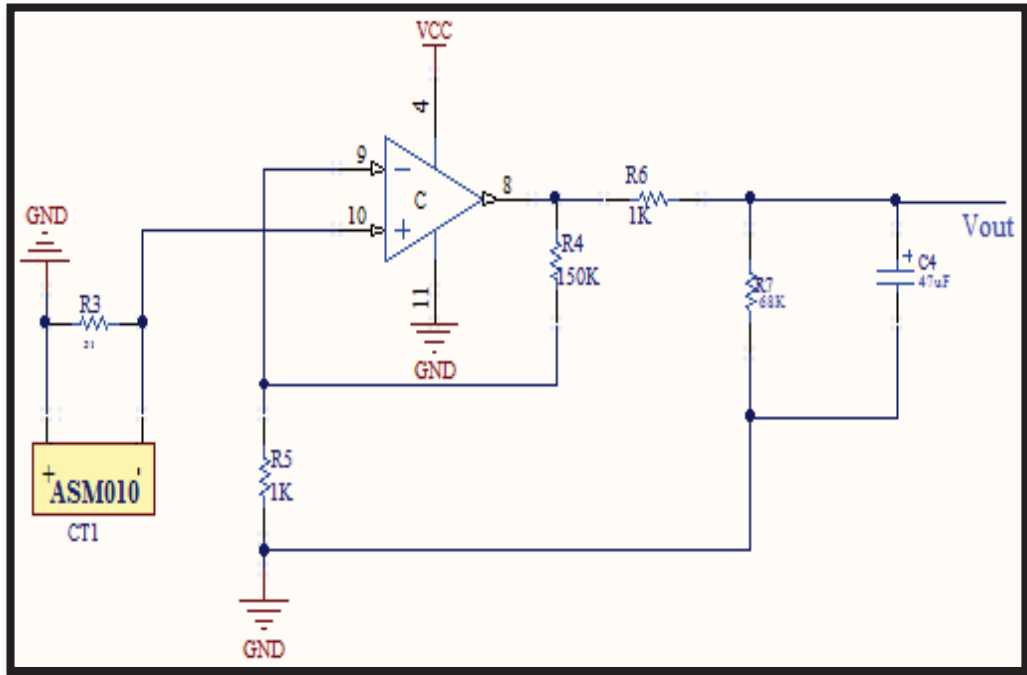 VCC
4
9
−
C
8
10
+
11
GND
GND
R3
R4
150K
R6
1K
Vout
R7
68K
+
C4
47uF
R5
1K
+
-
ASM010
CT1
GND